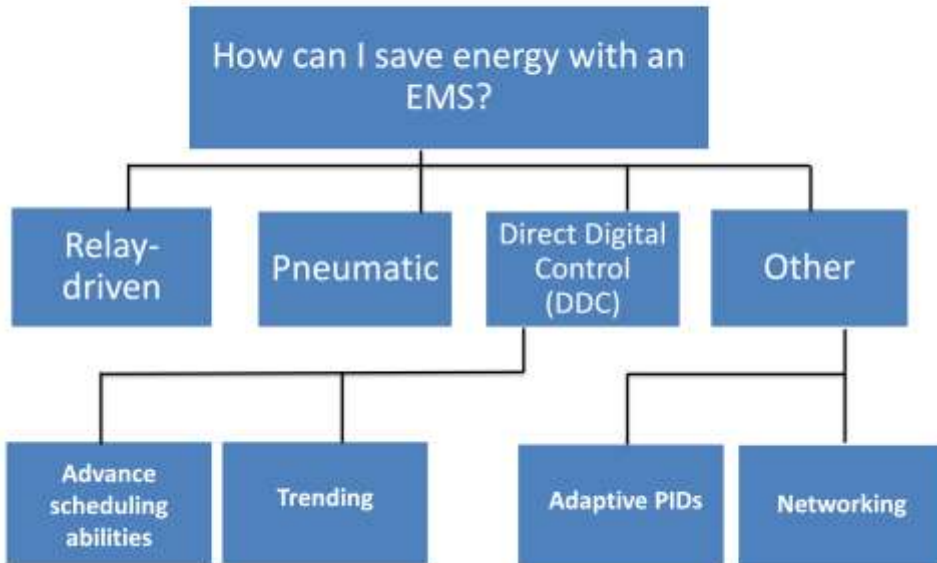 How can I save energy with an
EMS?
Relay-
driven
Pneumatic
Direct Digital
Control
(DDC)
Other
Advance
scheduling
abilities
Trending
Adaptive PIDs
Networking